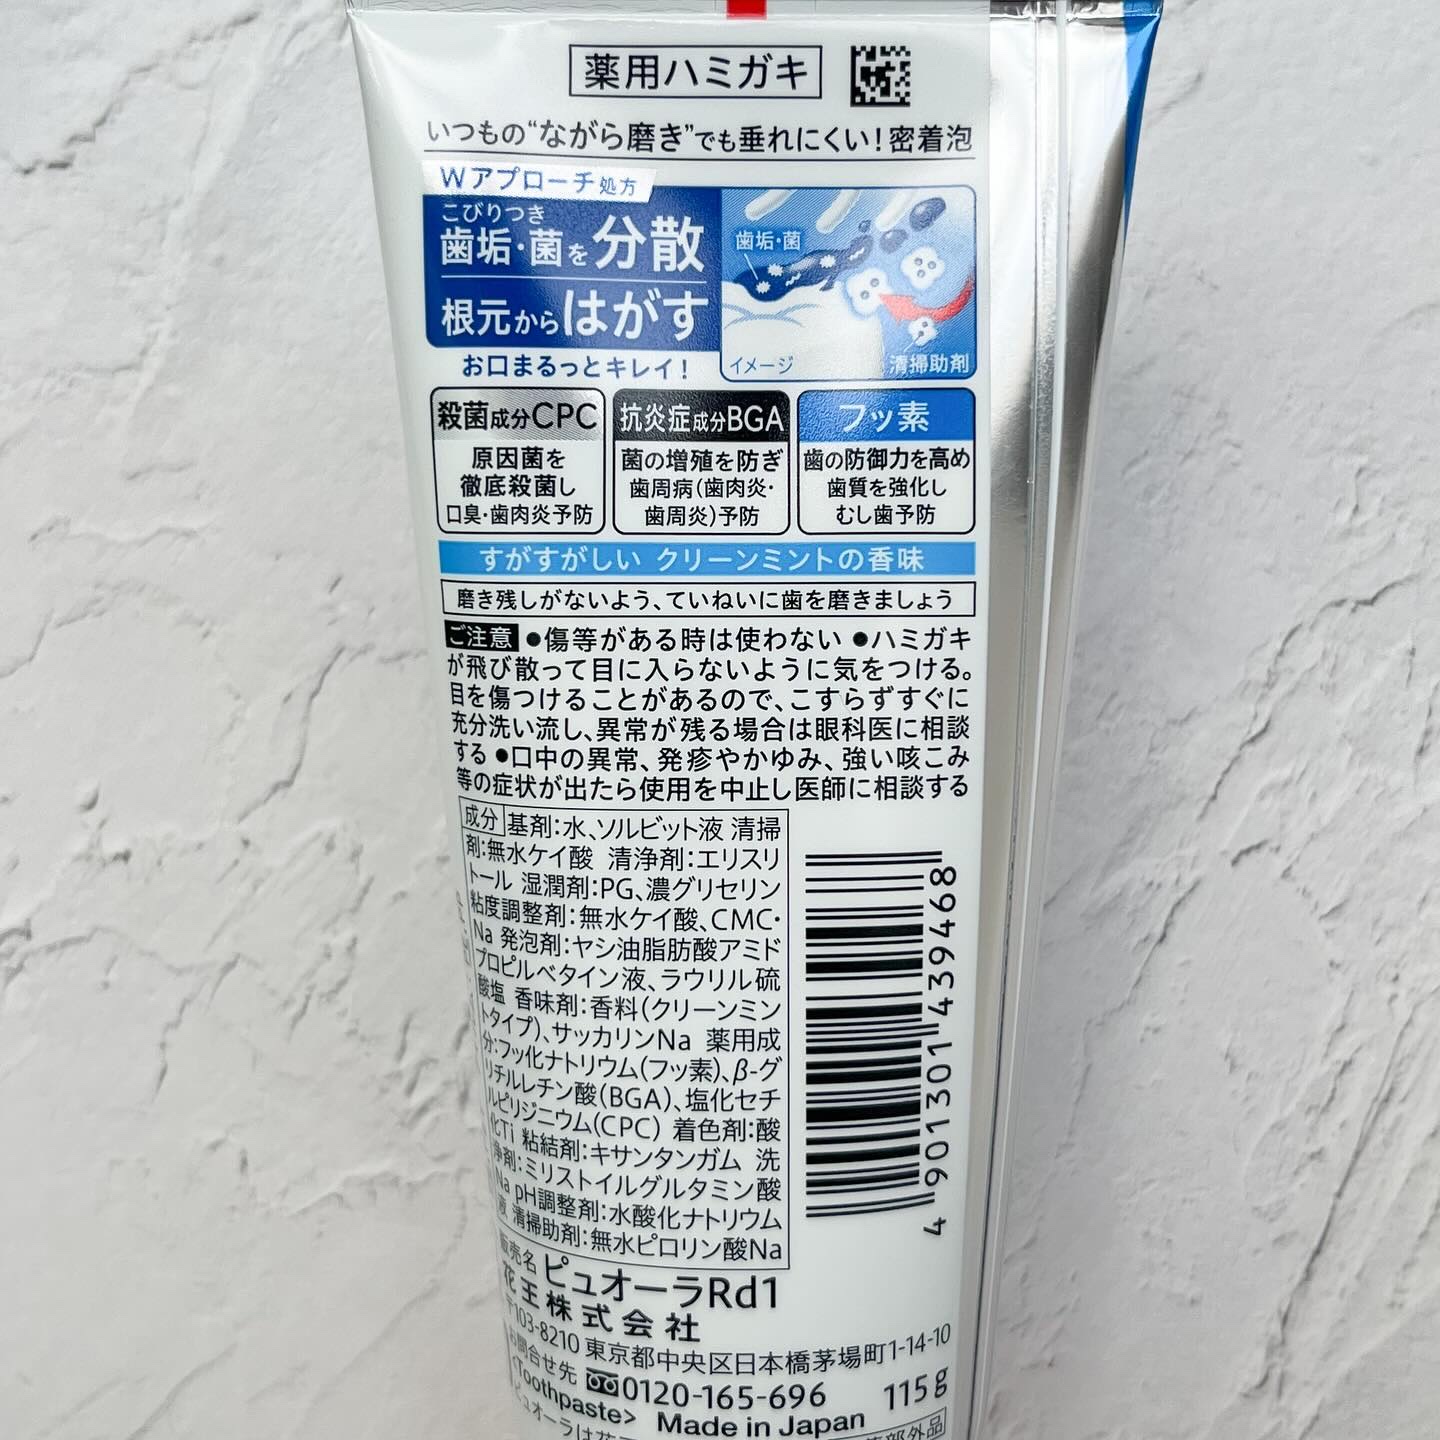 薬用ハミガキ
いつもの“ながら磨き”でも垂れにくい!密着泡
Wアプローチ処方
こびりつき
歯垢・菌を分散
根元からはがす
歯垢・菌
イメージ
清掃助剤
お口まるっとキレイ!
殺菌成分CPC
原因菌を
徹底殺菌し
口臭・歯肉炎予防
抗炎症成分BGA
菌の増殖を防ぎ
歯周病(歯肉炎・
歯周炎)予防
フッ素
歯の防御力を高め
歯質を強化し
むし歯予防
すがすがしい クリーンミントの香味
磨き残しがないよう、ていねいに歯を磨きましょう
ご注意 ●傷等がある時は使わない ●ハミガキ
が飛び散って目に入らないように気をつける。
目を傷つけることがあるので、こすらずすぐに
充分洗い流し、異常が残る場合は眼科医に相談
する ●口中の異常、発疹やかゆみ、強い咳こみ
等の症状が出たら使用を中止し医師に相談する
成分 基剤:水、ソルビット液 清掃
剤:無水ケイ酸 清浄剤:エリスリ
トール 湿潤剤:PG、濃グリセリン
粘度調整剤:無水ケイ酸、CMC・
Na 発泡剤:ヤシ油脂肪酸アミド
プロピルベタイン液、ラウリル硫
酸塩 香味剤:香料(クリーンミン
トタイプ)、サッカリンNa 薬用成
分:フッ化ナトリウム(フッ素)、β-グ
リチルレチン酸(BGA)、塩化セチ
ルピリジニウム(CPC) 着色剤:酸
化Ti 粘結剤:キサンタンガム 洗
浄剤:ミリストイルグルタミン酸
Na pH調整剤:水酸化ナトリウム
液 清掃助剤:無水ピロリン酸Na
4 901301 439468
販売名 ピュオーラRd1
花王株式会社
〒103-8210 東京都中央区日本橋茅場町1-14-10
お問合せ先 0120-165-696
115g
<Toothpaste> Made in Japan
ピュオーラは花
部外品